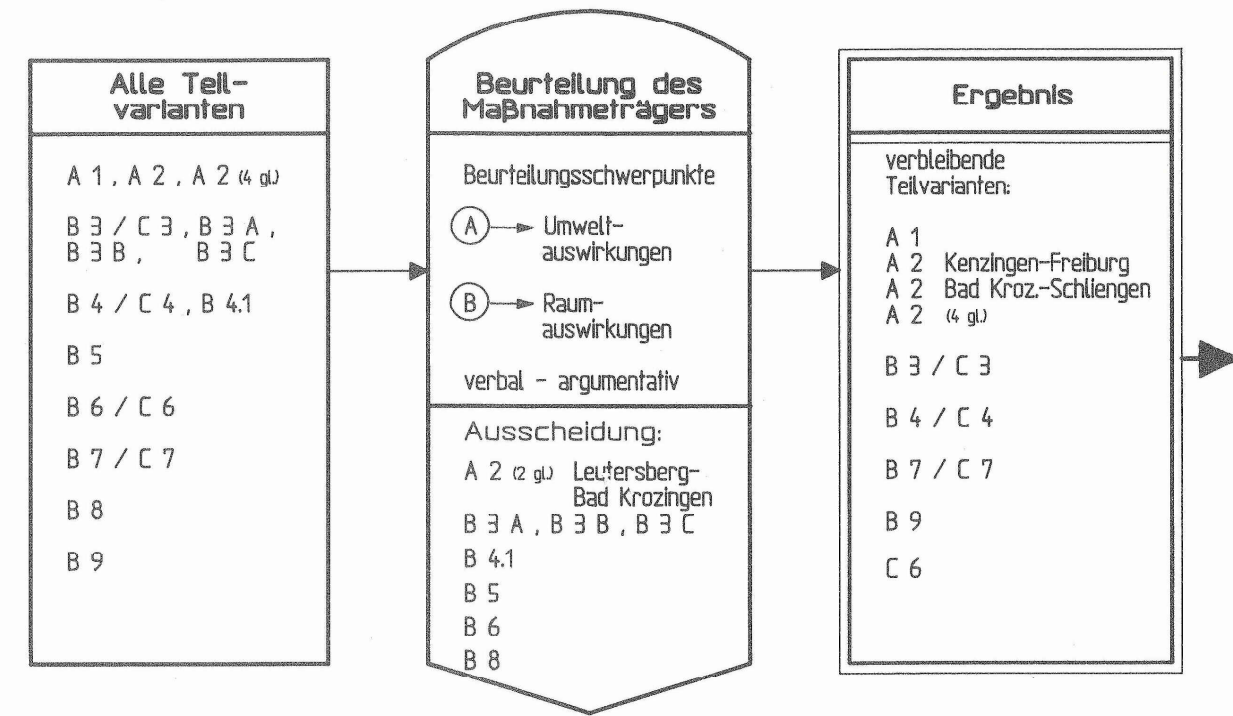 Alle Teil-
varianten
A 1, A 2, A 2 (4 gl.)
B 3 / C 3, B 3 A,
B 3 B, B 3 C
B 4 / C 4, B 4.1
B 5
B 6 / C 6
B 7 / C 7
B 8
B 9
Beurteilung des
Maßnahmeträgers
Beurteilungsschwerpunkte
A Umwelt-
auswirkungen
B Raum-
auswirkungen
verbal - argumentativ
Ausscheidung:
A 2 (2 gl.) Leutersberg-
Bad Krozingen
B 3 A, B 3 B, B 3 C
B 4.1
B 5
B 6
B 8
Ergebnis
verbleibende
Teilvarianten:
A 1
A 2 Kenzingen-Freiburg
A 2 Bad Kroz.-Schliengen
A 2 (4 gl.)
B 3 / C 3
B 4 / C 4
B 7 / C 7
B 9
C 6